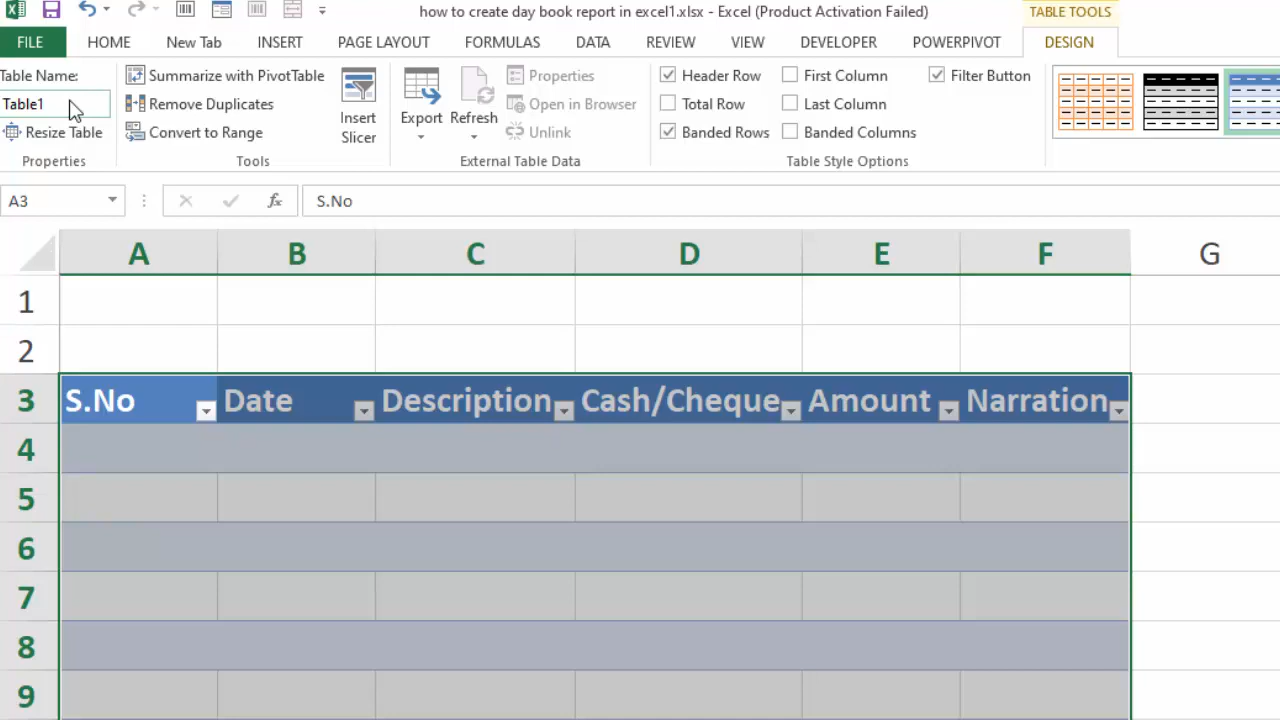 how to create day book report in excel1.xlsx - Excel (Product Activation Failed)
TABLE TOOLS
FILE HOME New Tab INSERT PAGE LAYOUT FORMULAS DATA REVIEW VIEW DEVELOPER POWERPIVOT DESIGN
Table Name:
Table1
Resize Table
Properties
Summarize with PivotTable
Remove Duplicates
Convert to Range
Tools
Insert
Slicer
Export
Refresh
Properties
Open in Browser
Unlink
External Table Data
Header Row
Total Row
Banded Rows
First Column
Last Column
Banded Columns
Filter Button
Table Style Options
A3
fx
S.No
A B C D E F G
1
2
3 S.No Date Description Cash/Cheque Amount Narration
4
5
6
7
8
9